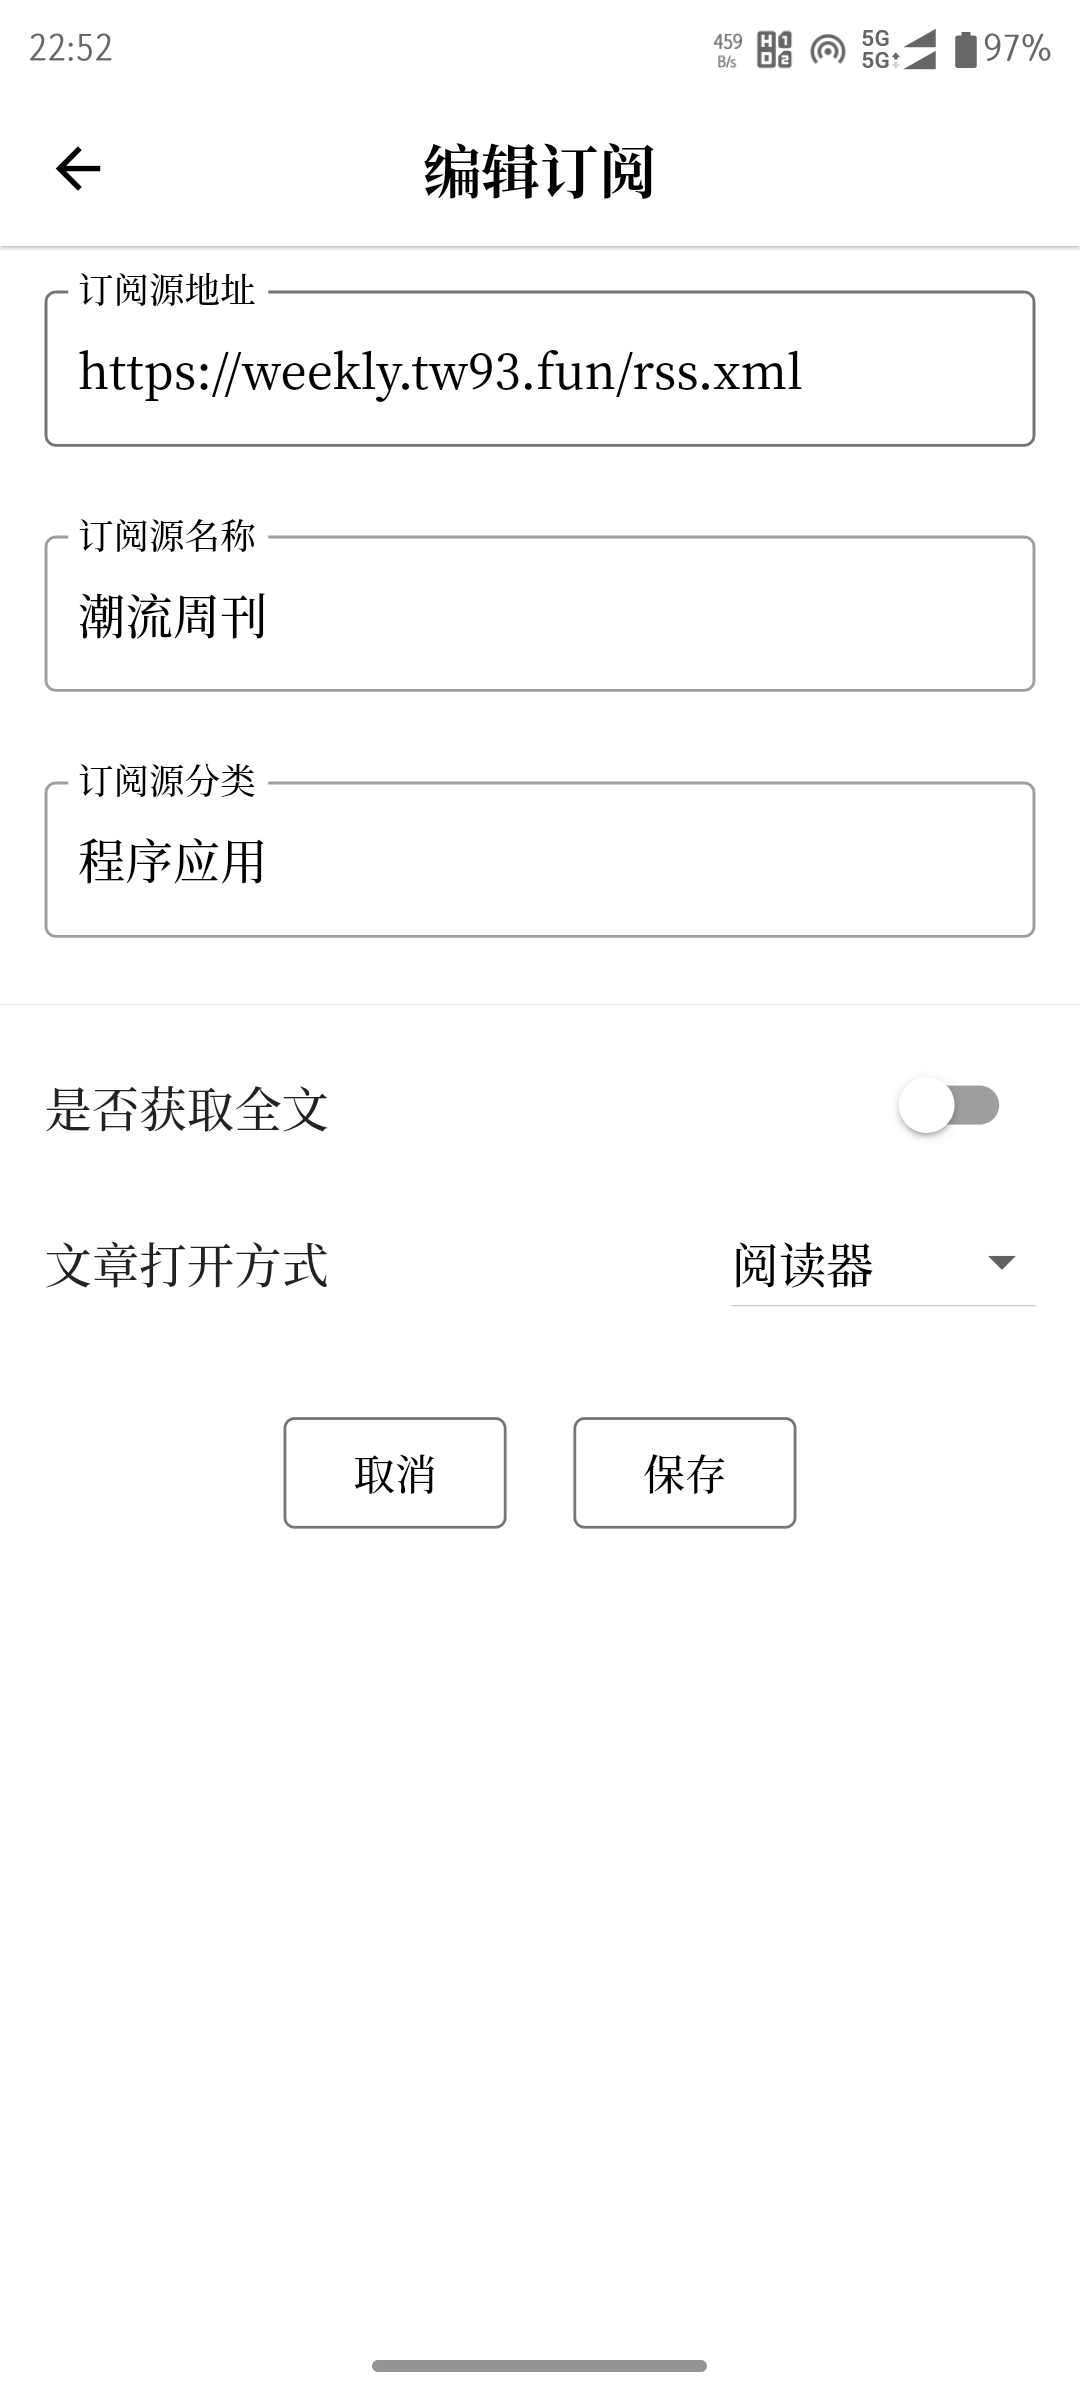 22:52
459 B/s HD 1 2 5G 5G 97%
编辑订阅
订阅源地址
https://weekly.tw93.fun/rss.xml
订阅源名称
潮流周刊
订阅源分类
程序应用
是否获取全文
文章打开方式 阅读器
取消 保存